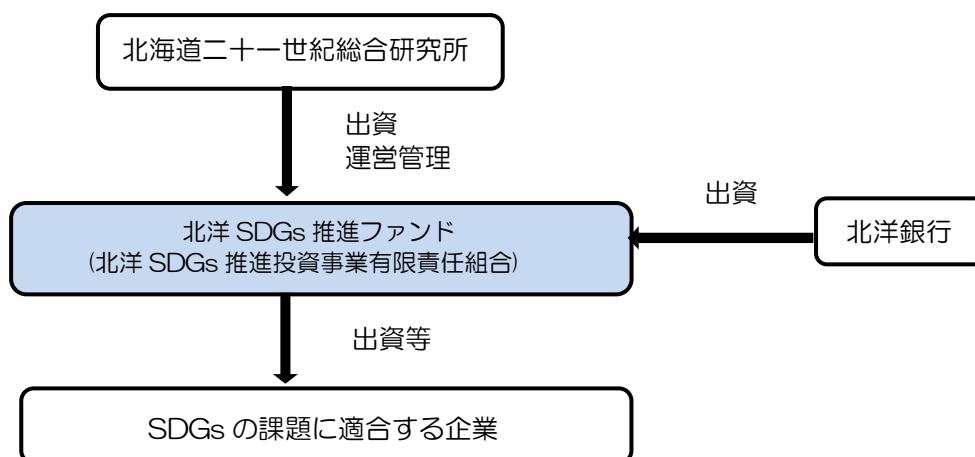 北海道二十一世紀総合研究所
出資
運営管理
出資
北洋 SDGs 推進ファンド
(北洋 SDGs 推進投資事業有限責任組合)
北洋銀行
出資等
SDGs の課題に適合する企業